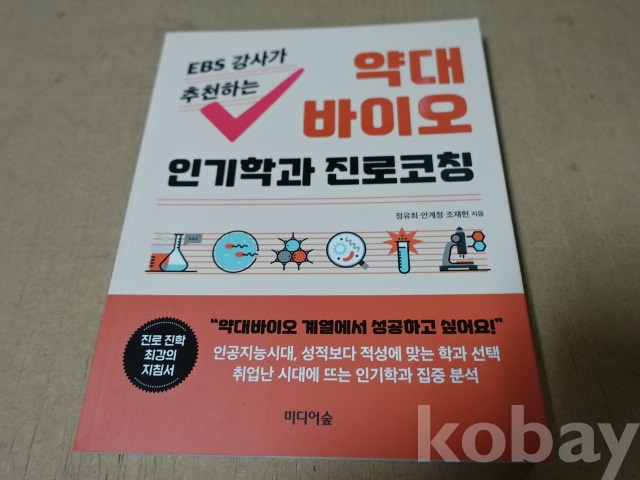 EBS 강사가
추천하는
약대
바이오
인기학과 진로코칭
정유희·안계정·조재헌 지음
진로 진학
최강의
지침서
“약대바이오 계열에서 성공하고 싶어요!”
인공지능시대, 성적보다 적성에 맞는 학과 선택
취업난 시대에 뜨는 인기학과 집중 분석
미디어숲
kobay